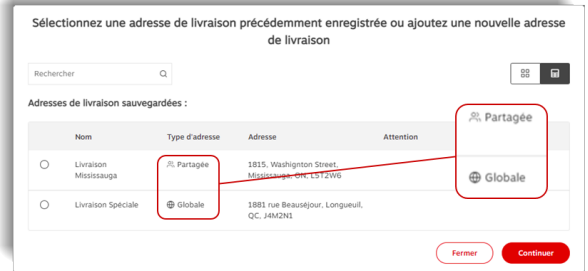 Sélectionnez une adresse de livraison précédemment enregistrée ou ajoutez une nouvelle adresse
de livraison
Rechercher
Adresses de livraison sauvegardées :
Nom Type d'adresse Adresse Attention
Livraison Mississauga Partagée 1815, Washignton Street, Mississauga, ON, L5T2W6
Livraison Spéciale Globale 1881 rue Beauséjour, Longueuil, QC, J4M2N1
Partagée
Globale
Fermer Continuer